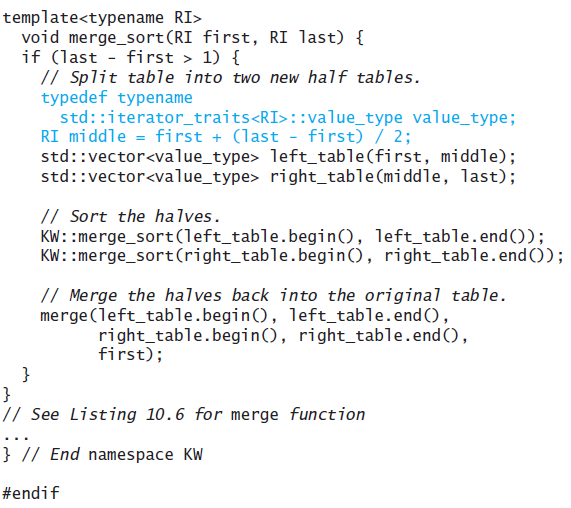 template<typename RI>
  void merge_sort(RI first, RI last) {
  if (last - first > 1) {
    // Split table into two new half tables.
    typedef typename
      std::iterator_traits<RI>::value_type value_type;
    RI middle = first + (last - first) / 2;
    std::vector<value_type> left_table(first, middle);
    std::vector<value_type> right_table(middle, last);

    // Sort the halves.
    KW::merge_sort(left_table.begin(), left_table.end());
    KW::merge_sort(right_table.begin(), right_table.end());

    // Merge the halves back into the original table.
    merge(left_table.begin(), left_table.end(),
          right_table.begin(), right_table.end(),
          first);
  }
}
// See Listing 10.6 for merge function
...
} // End namespace KW

#endif